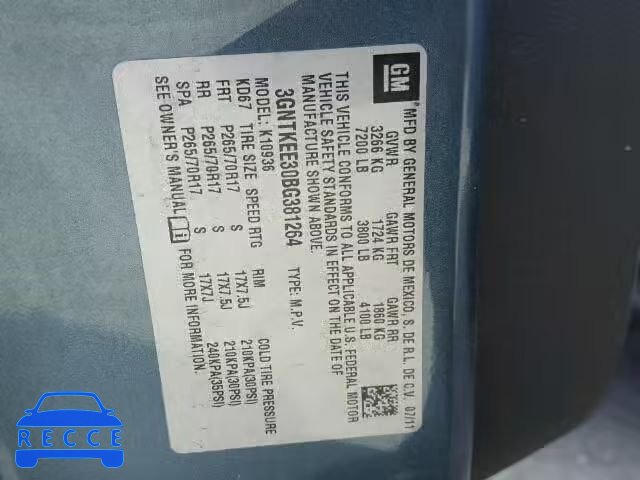 GM
MFD BY GENERAL MOTORS DE MEXICO, S. DE R.L. DE C.V. 07/11
GVWR GAWR FRT GAWR RR
3266 KG 1724 KG 1860 KG
7200 LB 3800 LB 4100 LB
THIS VEHICLE CONFORMS TO ALL APPLICABLE U.S. FEDERAL MOTOR
VEHICLE SAFETY STANDARDS IN EFFECT ON THE DATE OF
MANUFACTURE SHOWN ABOVE.
3GNTKEE30BG381264 TYPE: M.P.V.
MODEL: K10936
KD67 TIRE SIZE SPEED RTG RIM COLD TIRE PRESSURE
FRT P265/70R17 S 17X7.5J 210KPA(30PSI)
RR P265/70R17 S 17X7.5J 210KPA(30PSI)
SPA P265/70R17 S 17X7J 240KPA(35PSI)
SEE OWNER'S MANUAL FOR MORE INFORMATION
RECCE